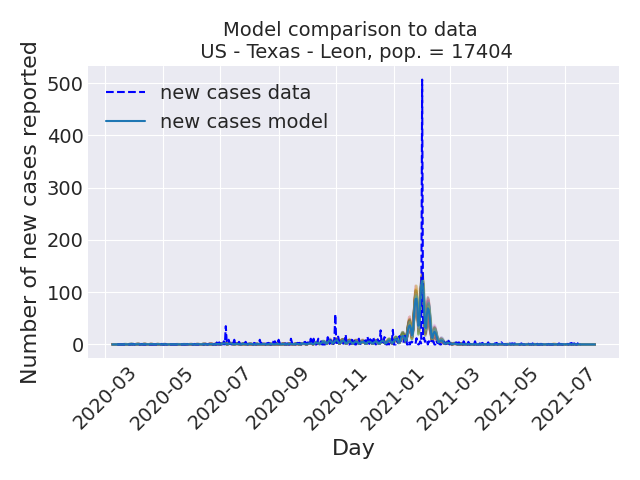 Model comparison to data
US - Texas - Leon, pop. = 17404
Number of new cases reported
500
400
300
200
100
0
new cases data
new cases model
2020-03
2020-05
2020-07
2020-09
2020-11
2021-01
2021-03
2021-05
2021-07
Day